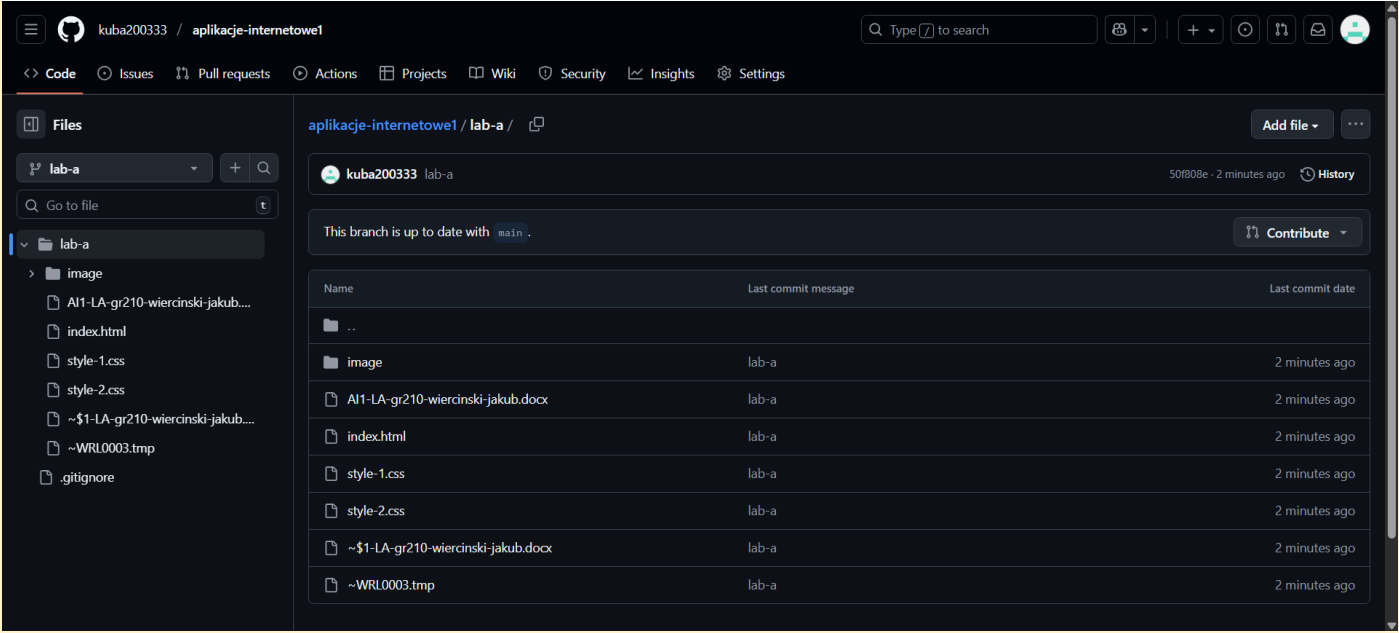 kuba200333 / aplikacje-internetowe1
Type / to search
Code Issues Pull requests Actions Projects Wiki Security Insights Settings
Files
aplikacje-internetowe1 / lab-a /
Add file
lab-a
Go to file
t
kuba200333 lab-a
50f808e · 2 minutes ago
History
This branch is up to date with main .
Contribute
lab-a
image
AI1-LA-gr210-wiercinski-jakub....
index.html
style-1.css
style-2.css
~$1-LA-gr210-wiercinski-jakub....
~WRL0003.tmp
.gitignore
Name Last commit message Last commit date
..
image lab-a 2 minutes ago
AI1-LA-gr210-wiercinski-jakub.docx lab-a 2 minutes ago
index.html lab-a 2 minutes ago
style-1.css lab-a 2 minutes ago
style-2.css lab-a 2 minutes ago
~$1-LA-gr210-wiercinski-jakub.docx lab-a 2 minutes ago
~WRL0003.tmp lab-a 2 minutes ago